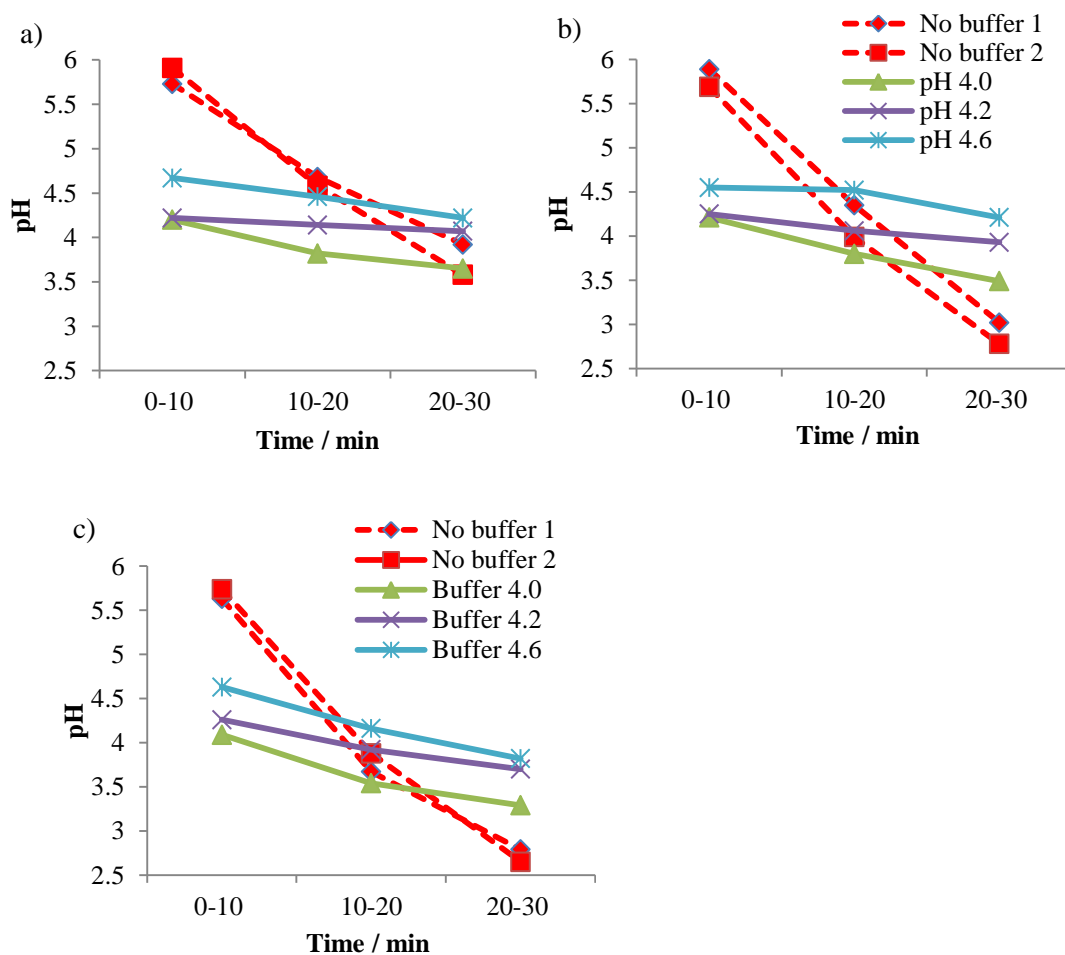 a)
6
5.5
5
4.5
4
3.5
3
2.5
pH
0-10 10-20 20-30
Time / min
b)
No buffer 1
No buffer 2
pH 4.0
pH 4.2
pH 4.6
6
5.5
5
4.5
4
3.5
3
2.5
pH
0-10 10-20 20-30
Time / min
c)
No buffer 1
No buffer 2
Buffer 4.0
Buffer 4.2
Buffer 4.6
6
5.5
5
4.5
4
3.5
3
2.5
pH
0-10 10-20 20-30
Time / min